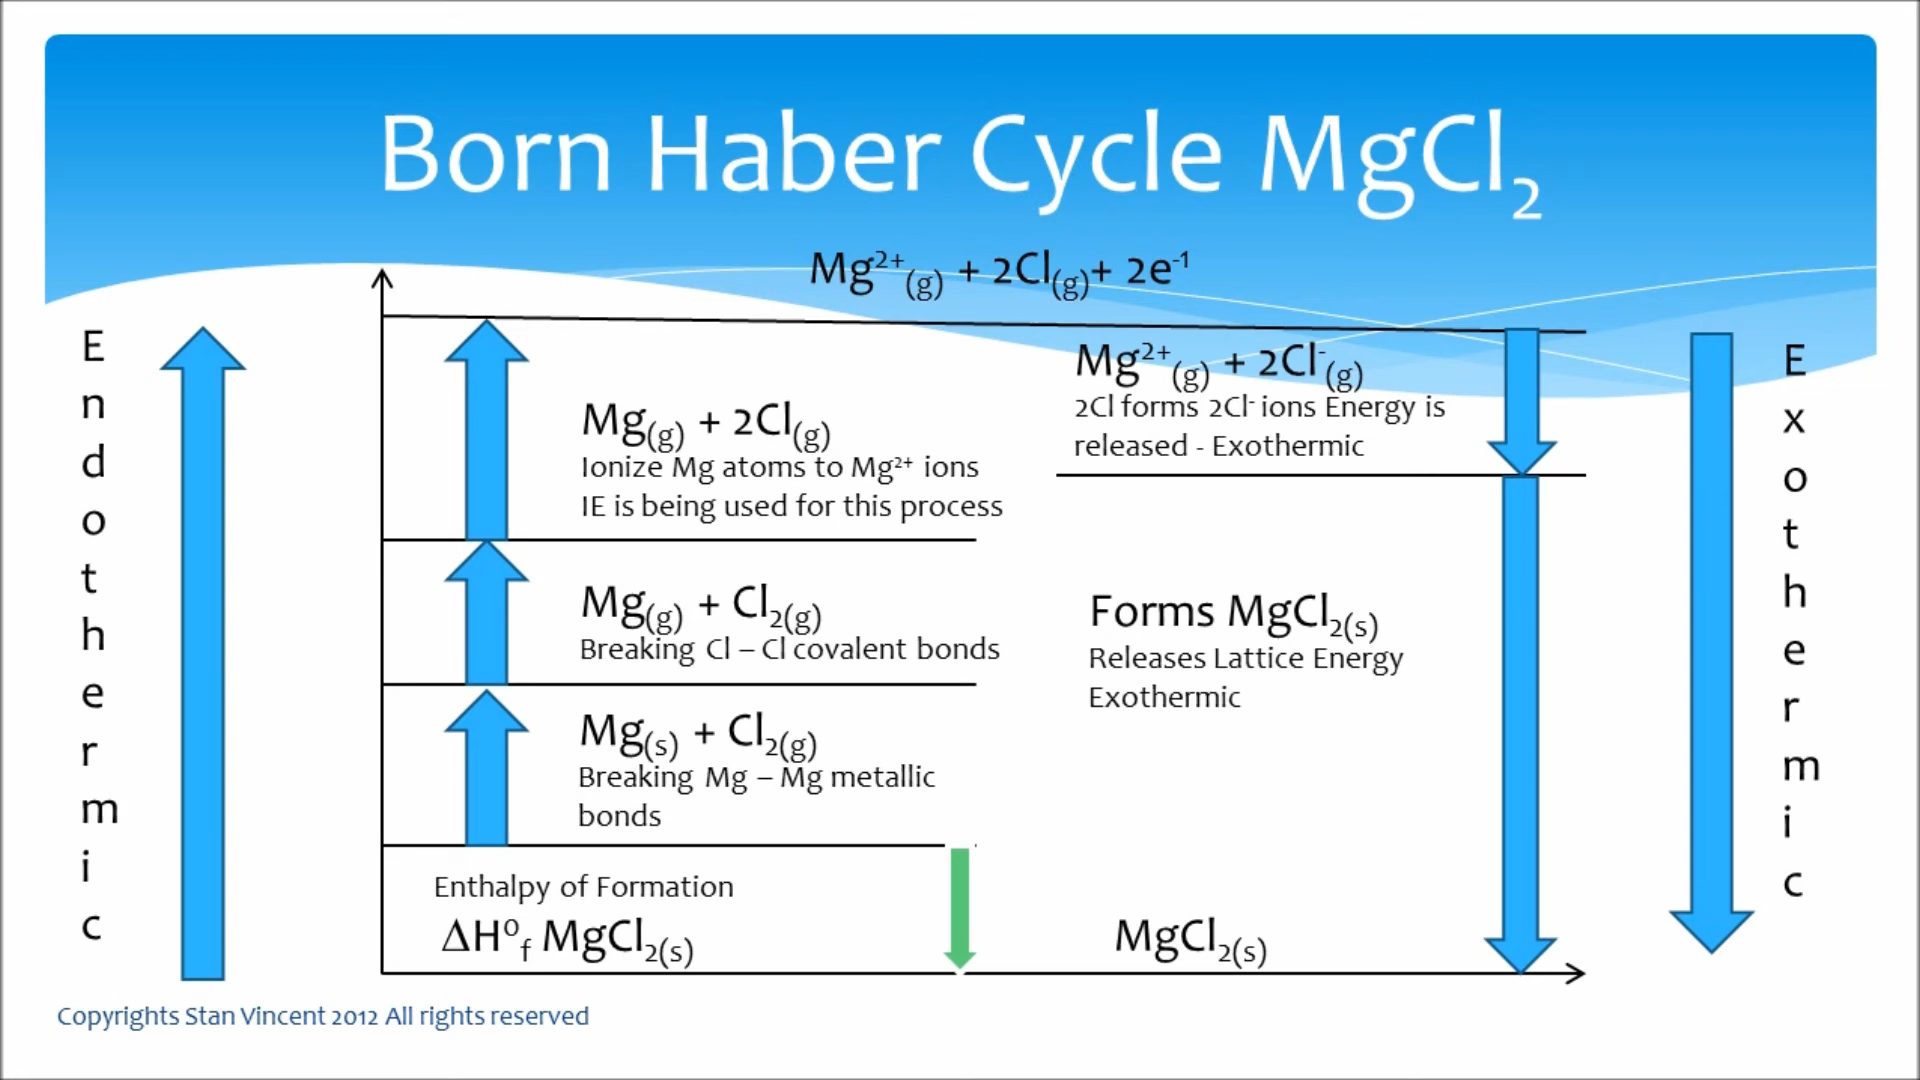 Born Haber Cycle MgCl₂
Mg²⁺₍g₎ + 2Cl₍g₎+ 2e⁻¹
Endothermic
Mg₍g₎ + 2Cl₍g₎
Ionize Mg atoms to Mg²⁺ ions
IE is being used for this process
Mg₍g₎ + Cl₂₍g₎
Breaking Cl – Cl covalent bonds
Mg₍s₎ + Cl₂₍g₎
Breaking Mg – Mg metallic
bonds
Enthalpy of Formation
ΔH⁰f MgCl₂₍s₎
Mg²⁺₍g₎ + 2Cl⁻₍g₎
2Cl forms 2Cl⁻ ions Energy is
released - Exothermic
Forms MgCl₂₍s₎
Releases Lattice Energy
Exothermic
MgCl₂₍s₎
Exothermic
Copyrights Stan Vincent 2012 All rights reserved